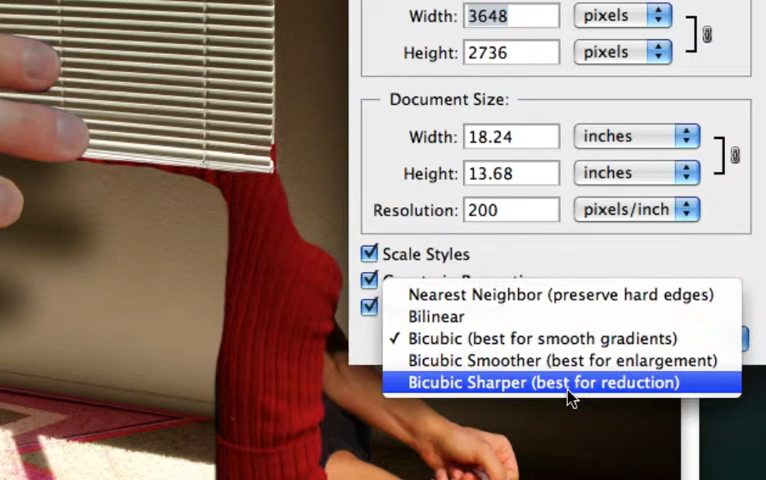 Width: 3648 pixels
Height: 2736 pixels
Document Size:
Width: 18.24 inches
Height: 13.68 inches
Resolution: 200 pixels/inch
Scale Styles
Nearest Neighbor (preserve hard edges)
Bilinear
✓ Bicubic (best for smooth gradients)
Bicubic Smoother (best for enlargement)
Bicubic Sharper (best for reduction)